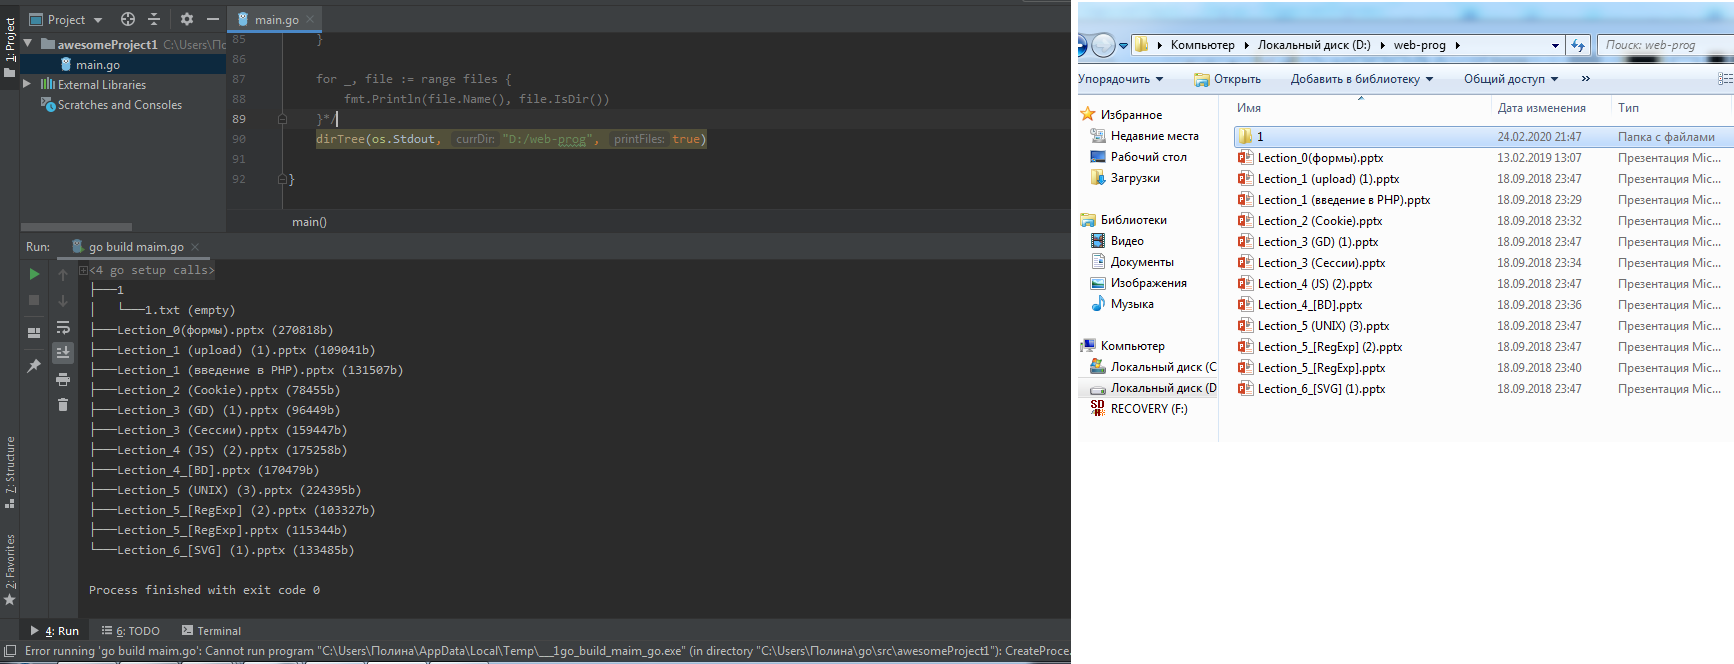 1: Project
Project
main.go
awesomeProject1 C:\Users\По
main.go
External Libraries
Scratches and Consoles
85 }
86
87 for _, file := range files {
88 fmt.Println(file.Name(), file.IsDir())
89 }*/
90 dirTree(os.Stdout, currDir: "D:/web-prog", printFiles: true)
91
92 }
main()
Run: go build maim.go
<4 go setup calls>
├───1
│   └───1.txt (empty)
├───Lection_0(формы).pptx (270818b)
├───Lection_1 (upload) (1).pptx (109041b)
├───Lection_1 (введение в PHP).pptx (131507b)
├───Lection_2 (Cookie).pptx (78455b)
├───Lection_3 (GD) (1).pptx (96449b)
├───Lection_3 (Сессии).pptx (159447b)
├───Lection_4 (JS) (2).pptx (175258b)
├───Lection_4_[BD].pptx (170479b)
├───Lection_5 (UNIX) (3).pptx (224395b)
├───Lection_5_[RegExp] (2).pptx (103327b)
├───Lection_5_[RegExp].pptx (115344b)
└───Lection_6_[SVG] (1).pptx (133485b)
Process finished with exit code 0
7: Structure
2: Favorites
4: Run
6: TODO
Terminal
Error running 'go build maim.go': Cannot run program "C:\Users\Полина\AppData\Local\Temp\___1go_build_maim_go.exe" (in directory "C:\Users\Полина\go\src\awesomeProject1"): CreateProce..
Компьютер
Локальный диск (D:)
web-prog
Поиск: web-prog
Упорядочить
Открыть
Добавить в библиотеку
Общий доступ
»
Избранное
Недавние места
Рабочий стол
Загрузки
Библиотеки
Видео
Документы
Изображения
Музыка
Компьютер
Локальный диск (C
Локальный диск (D
RECOVERY (F:)
Имя Дата изменения Тип
1 24.02.2020 21:47 Папка с файлами
Lection_0(формы).pptx 13.02.2019 13:07 Презентация Mic...
Lection_1 (upload) (1).pptx 18.09.2018 23:47 Презентация Mic...
Lection_1 (введение в PHP).pptx 18.09.2018 23:29 Презентация Mic...
Lection_2 (Cookie).pptx 18.09.2018 23:32 Презентация Mic...
Lection_3 (GD) (1).pptx 18.09.2018 23:47 Презентация Mic...
Lection_3 (Сессии).pptx 18.09.2018 23:34 Презентация Mic...
Lection_4 (JS) (2).pptx 18.09.2018 23:47 Презентация Mic...
Lection_4_[BD].pptx 18.09.2018 23:36 Презентация Mic...
Lection_5 (UNIX) (3).pptx 18.09.2018 23:47 Презентация Mic...
Lection_5_[RegExp] (2).pptx 18.09.2018 23:47 Презентация Mic...
Lection_5_[RegExp].pptx 18.09.2018 23:40 Презентация Mic...
Lection_6_[SVG] (1).pptx 18.09.2018 23:47 Презентация Mic...